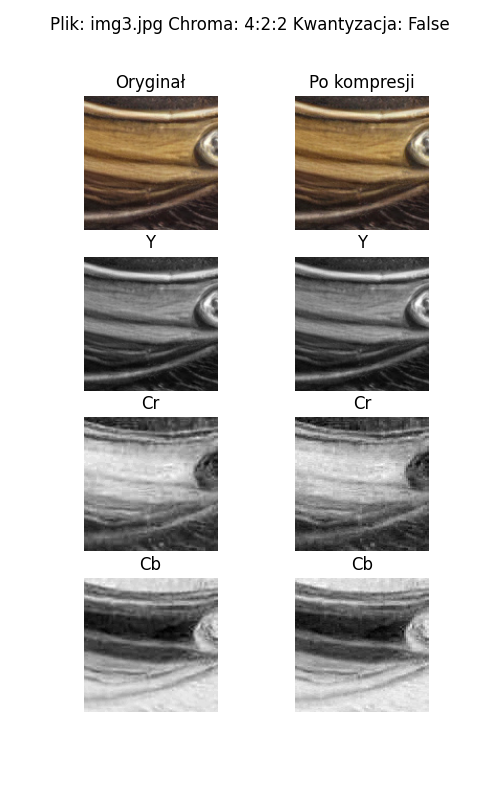 Plik: img3.jpg Chroma: 4:2:2 Kwantyzacja: False
Oryginał Po kompresji
Y Y
Cr Cr
Cb Cb